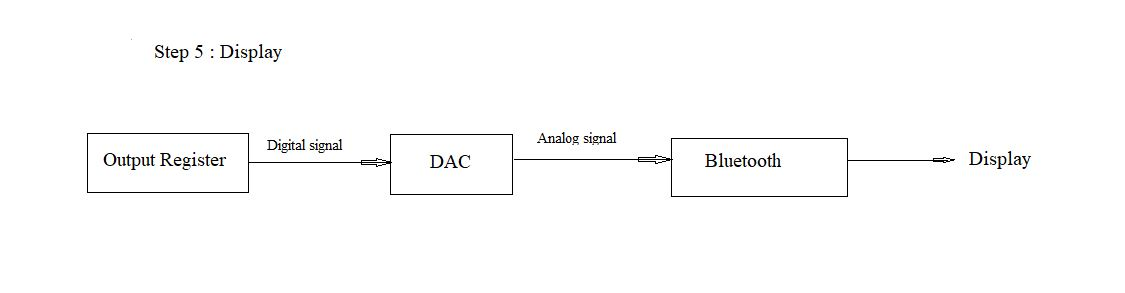 Step 5 : Display
Output Register
Digital signal
DAC
Analog signal
Bluetooth
Display